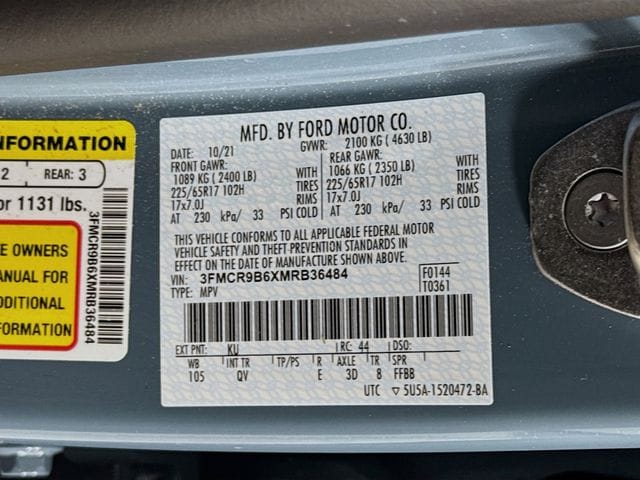 NFORMATION
2 REAR: 3
or 1131 lbs.
3FMCR9B6XMRB36484
E OWNERS
ANUAL FOR
DDITIONAL
NFORMATION
MFD. BY FORD MOTOR CO.
DATE: 10/21 GVWR: 2100 KG ( 4630 LB)
FRONT GAWR: REAR GAWR:
1089 KG ( 2400 LB) WITH 1066 KG ( 2350 LB) WITH
225/65R17 102H TIRES 225/65R17 102H TIRES
17x7.0J RIMS 17x7.0J RIMS
AT 230 kPa/ 33 PSI COLD AT 230 kPa/ 33 PSI COLD
THIS VEHICLE CONFORMS TO ALL APPLICABLE FEDERAL MOTOR
VEHICLE SAFETY AND THEFT PREVENTION STANDARDS IN
EFFECT ON THE DATE OF MANUFACTURE SHOWN ABOVE.
VIN: 3FMCR9B6XMRB36484 F0144
TYPE: MPV T0361
EXT PNT: KU RC: 44 DSO:
WB INT TR TP/PS R AXLE TR SPR
105 QV E 3D 8 FFBB
UTC ▽ 5U5A-1520472-BA